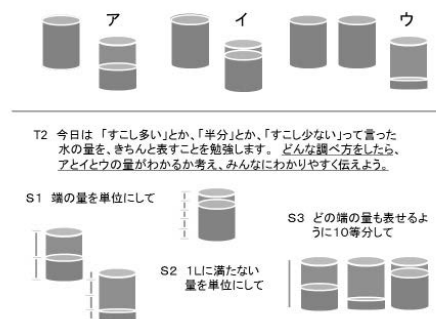 ア
イ
ウ
T2 今日は 「すこし多い」とか、「半分」とか、「すこし少ない」って言った
水の量を、きちんと表すことを勉強します。 どんな調べ方をしたら、
アとイとウの量がわかるか考え、みんなにわかりやすく伝えよう。
S1 端の量を単位にして
S2 1Lに満たない
量を単位にして
S3 どの端の量も表せるよ
うに10等分して